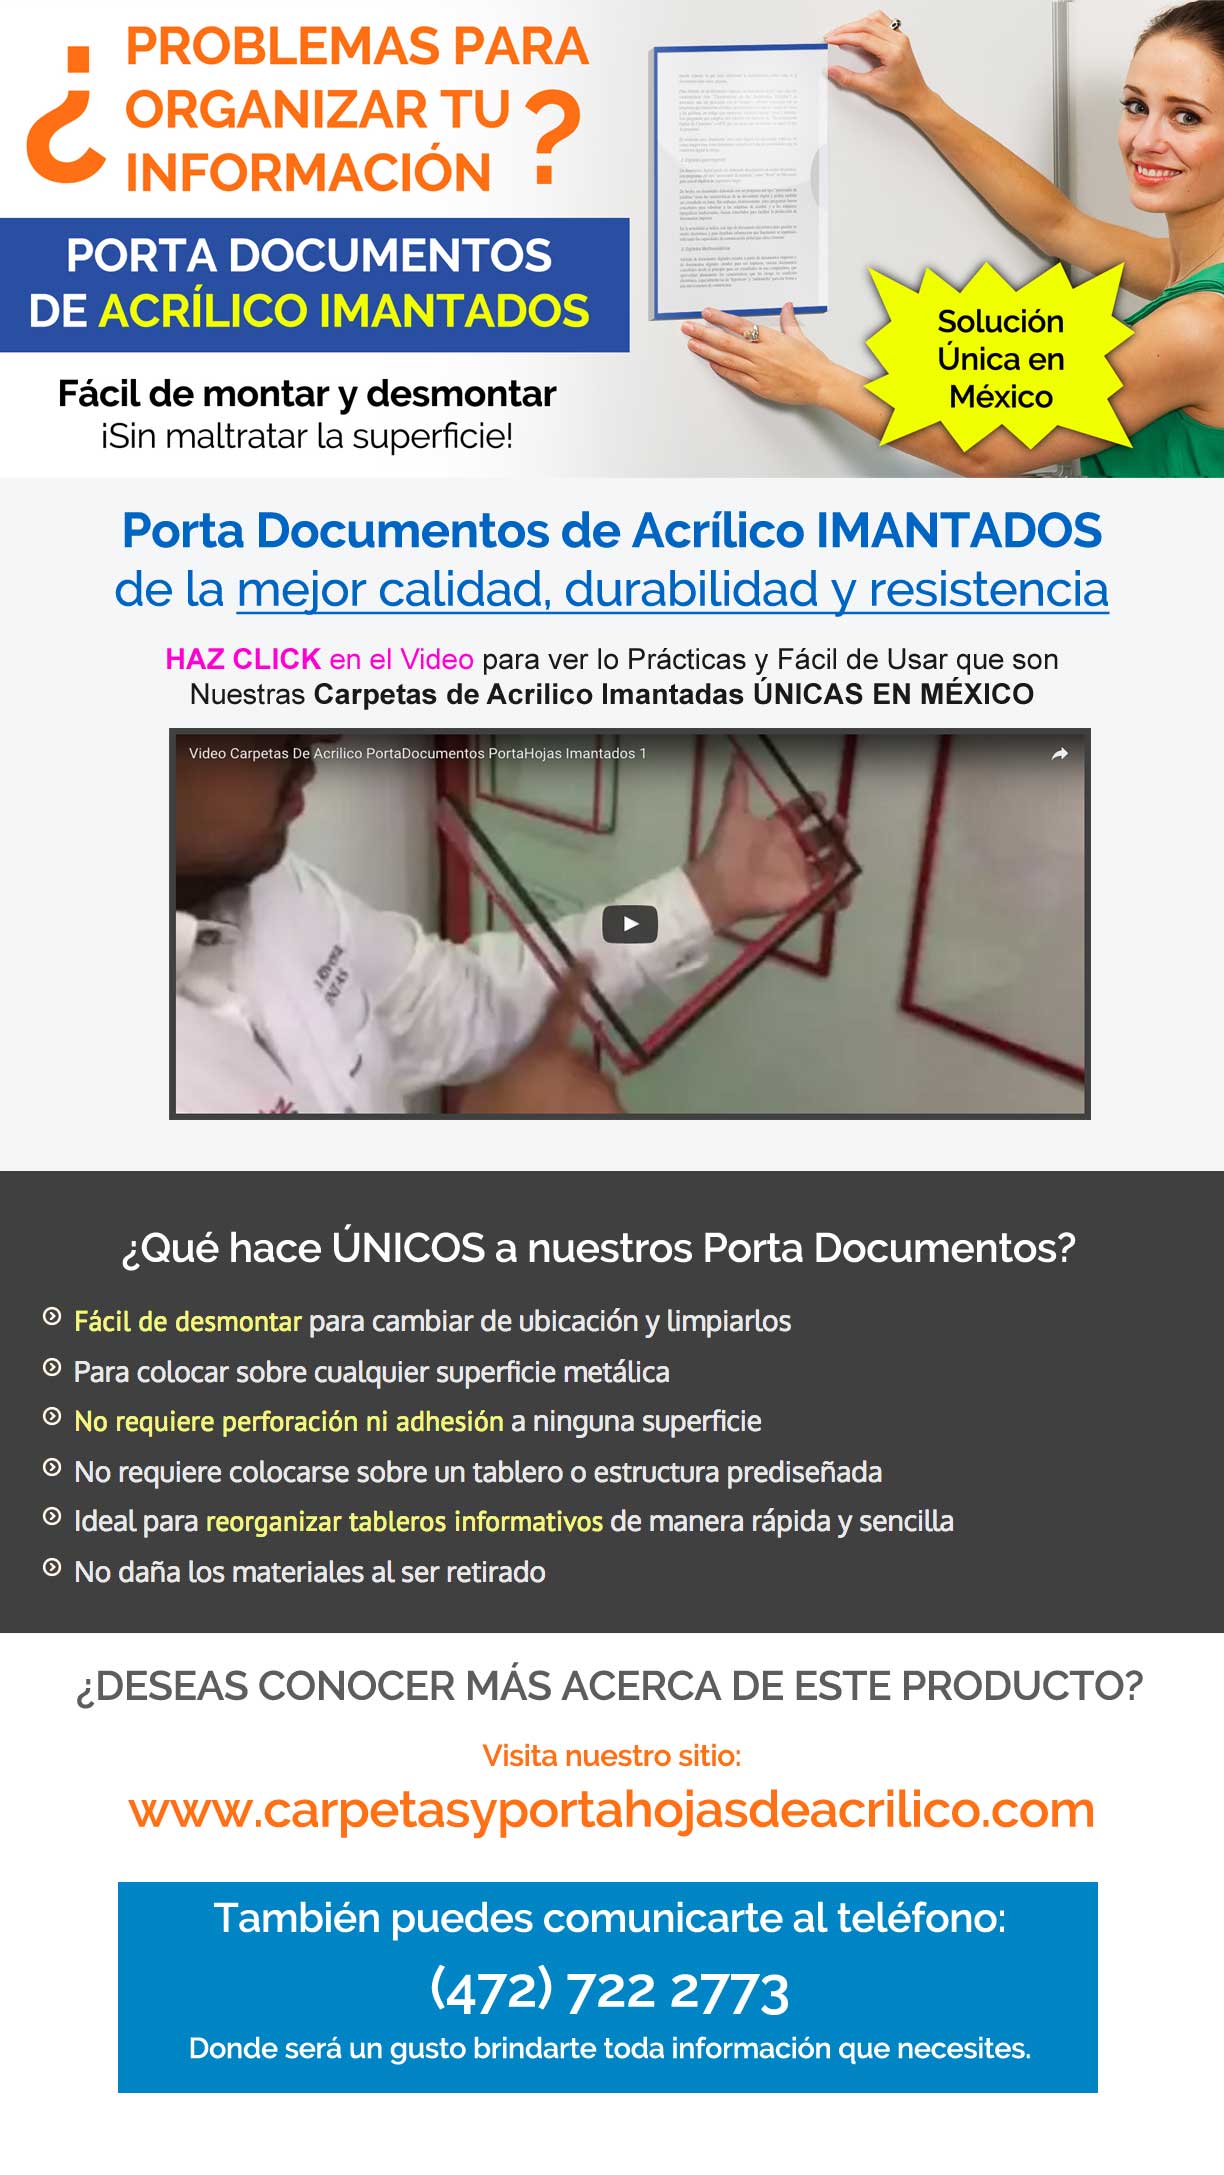 ¿ PROBLEMAS PARA
ORGANIZAR TU
INFORMACIÓN ?
PORTA DOCUMENTOS
DE ACRÍLICO IMANTADOS
Fácil de montar y desmontar
¡Sin maltratar la superficie!
Solución
Única en
México
Porta Documentos de Acrílico IMANTADOS
de la mejor calidad, durabilidad y resistencia
HAZ CLICK en el Video para ver lo Prácticas y Fácil de Usar que son
Nuestras Carpetas de Acrilico Imantadas ÚNICAS EN MÉXICO
Video Carpetas De Acrilico PortaDocumentos PortaHojas Imantados 1
¿Qué hace ÚNICOS a nuestros Porta Documentos?
Fácil de desmontar para cambiar de ubicación y limpiarlos
Para colocar sobre cualquier superficie metálica
No requiere perforación ni adhesión a ninguna superficie
No requiere colocarse sobre un tablero o estructura prediseñada
Ideal para reorganizar tableros informativos de manera rápida y sencilla
No daña los materiales al ser retirado
¿DESEAS CONOCER MÁS ACERCA DE ESTE PRODUCTO?
Visita nuestro sitio:
www.carpetasyportahojasdeacrilico.com
También puedes comunicarte al teléfono:
(472) 722 2773
Donde será un gusto brindarte toda información que necesites.